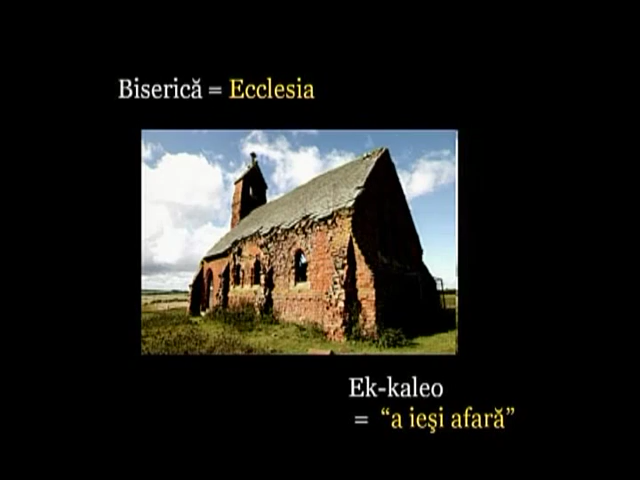 Biserică = Ecclesia
Ek-kaleo
= “a ieşi afară”